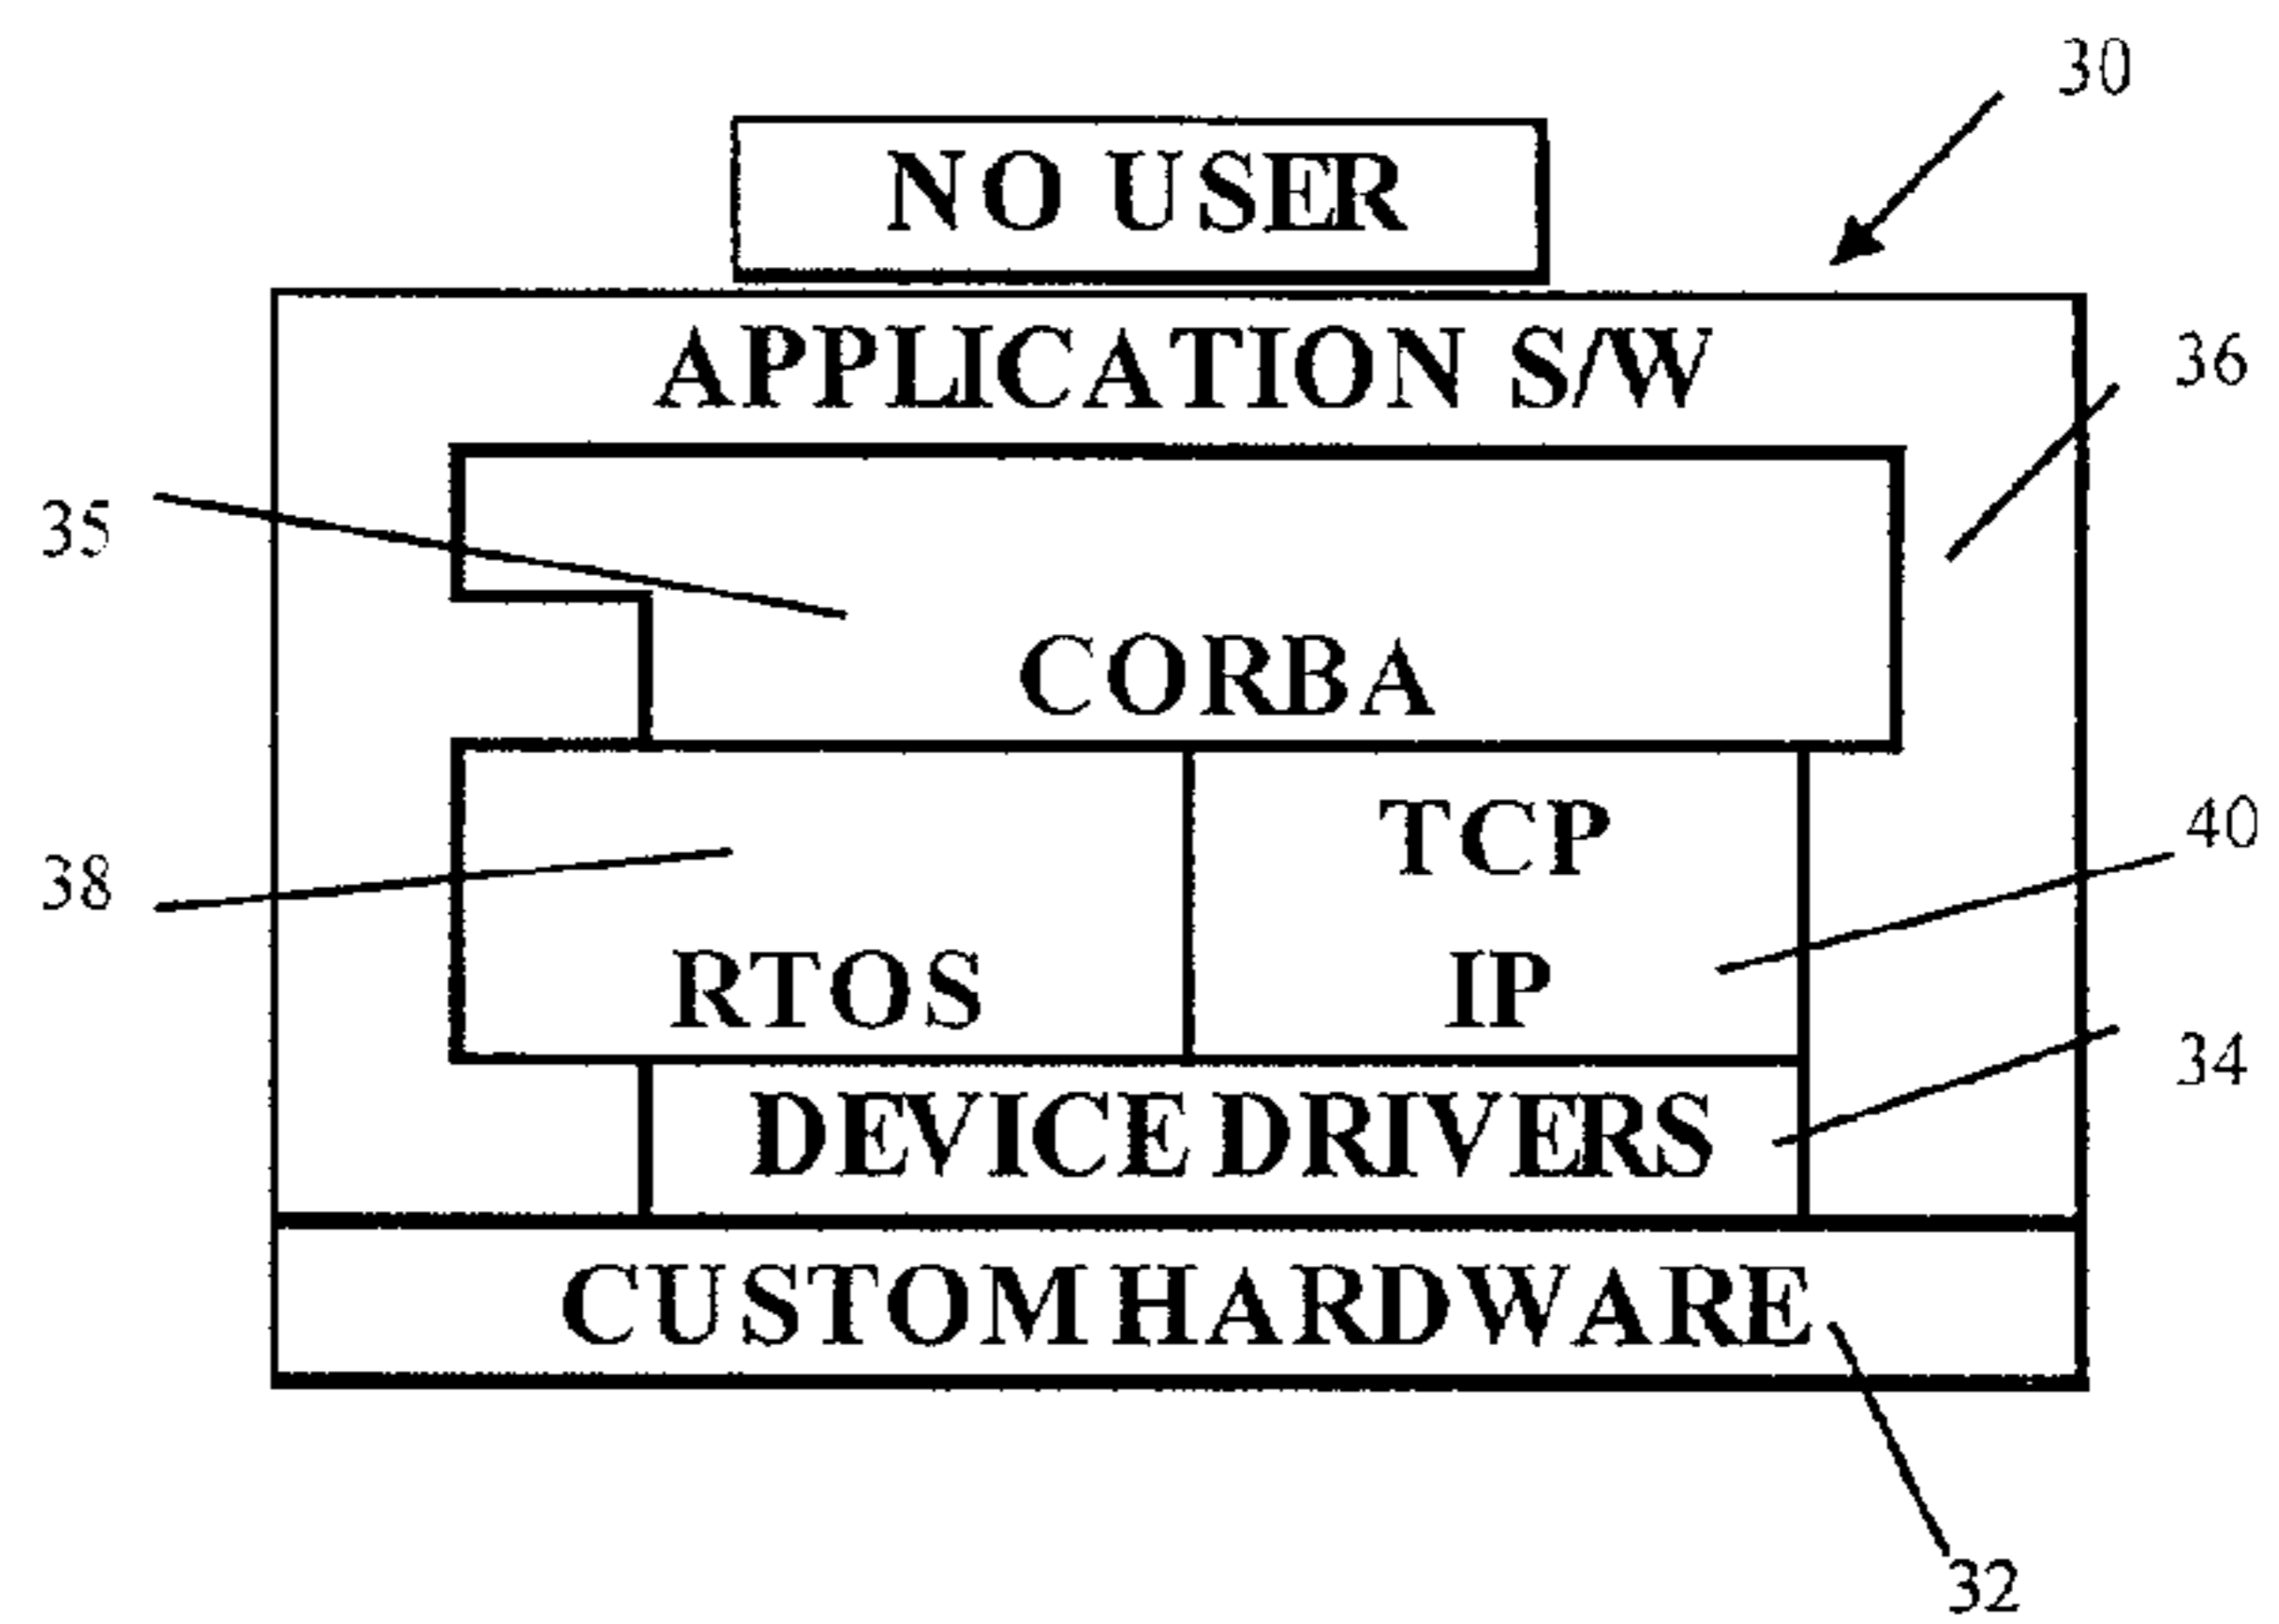 30
NO USER
APPLICATION S/W
36
35
CORBA
TCP
40
38
RTOS
IP
34
DEVICE DRIVERS
CUSTOM HARDWARE
32